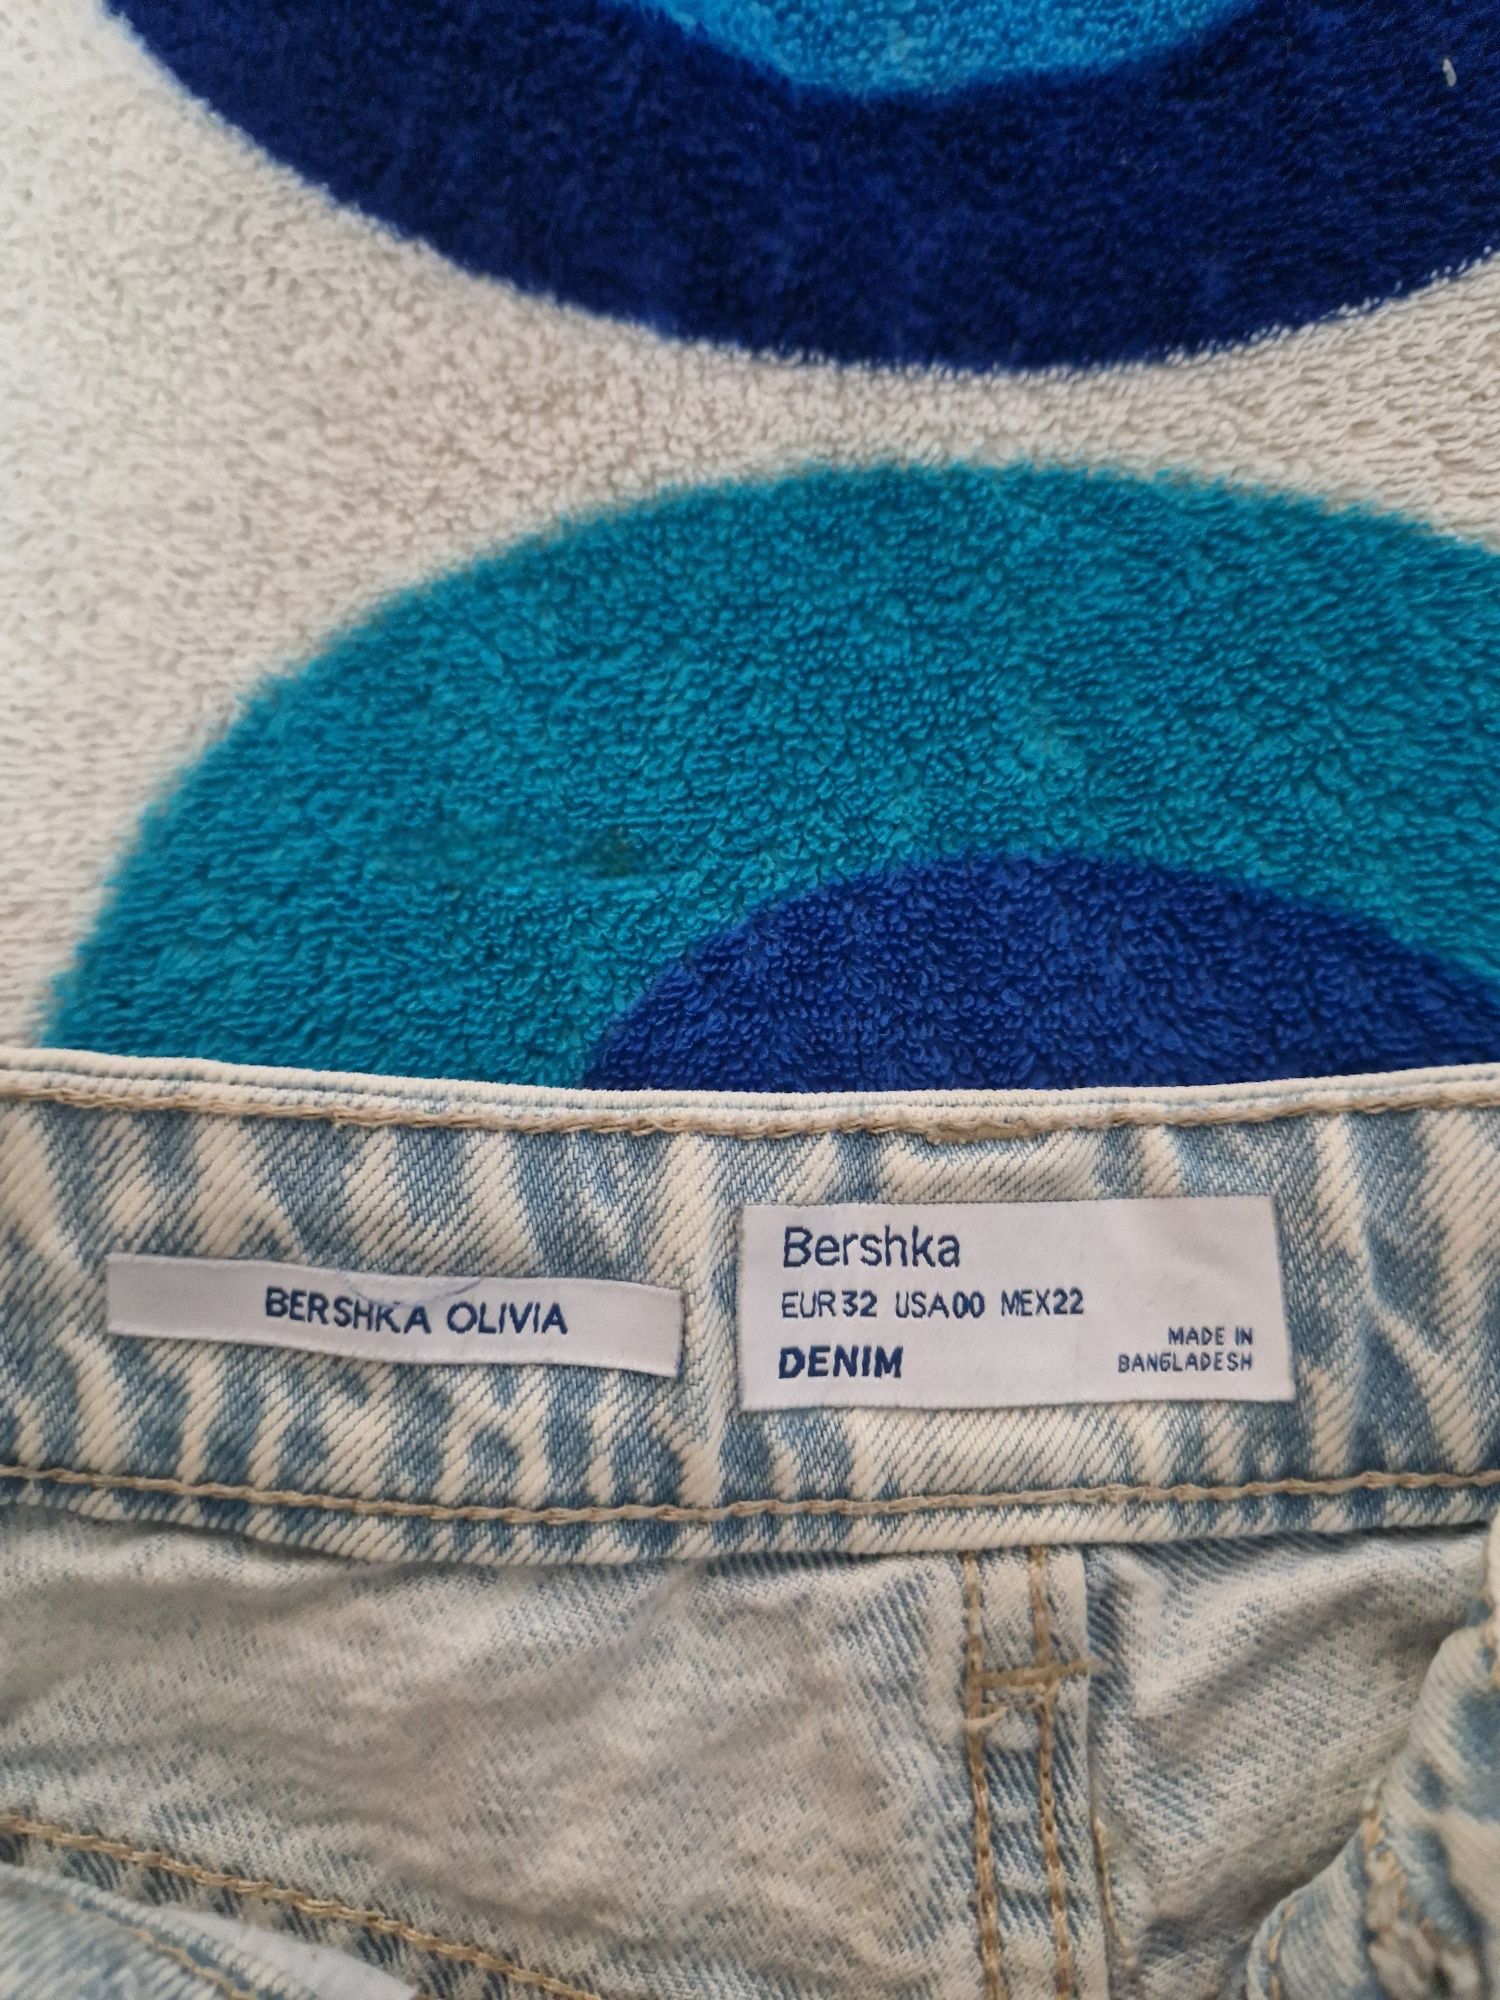 BERSHKA OLIVIA
Bershka
EUR32 USA00 MEX22
DENIM
MADE IN
BANGLADESH